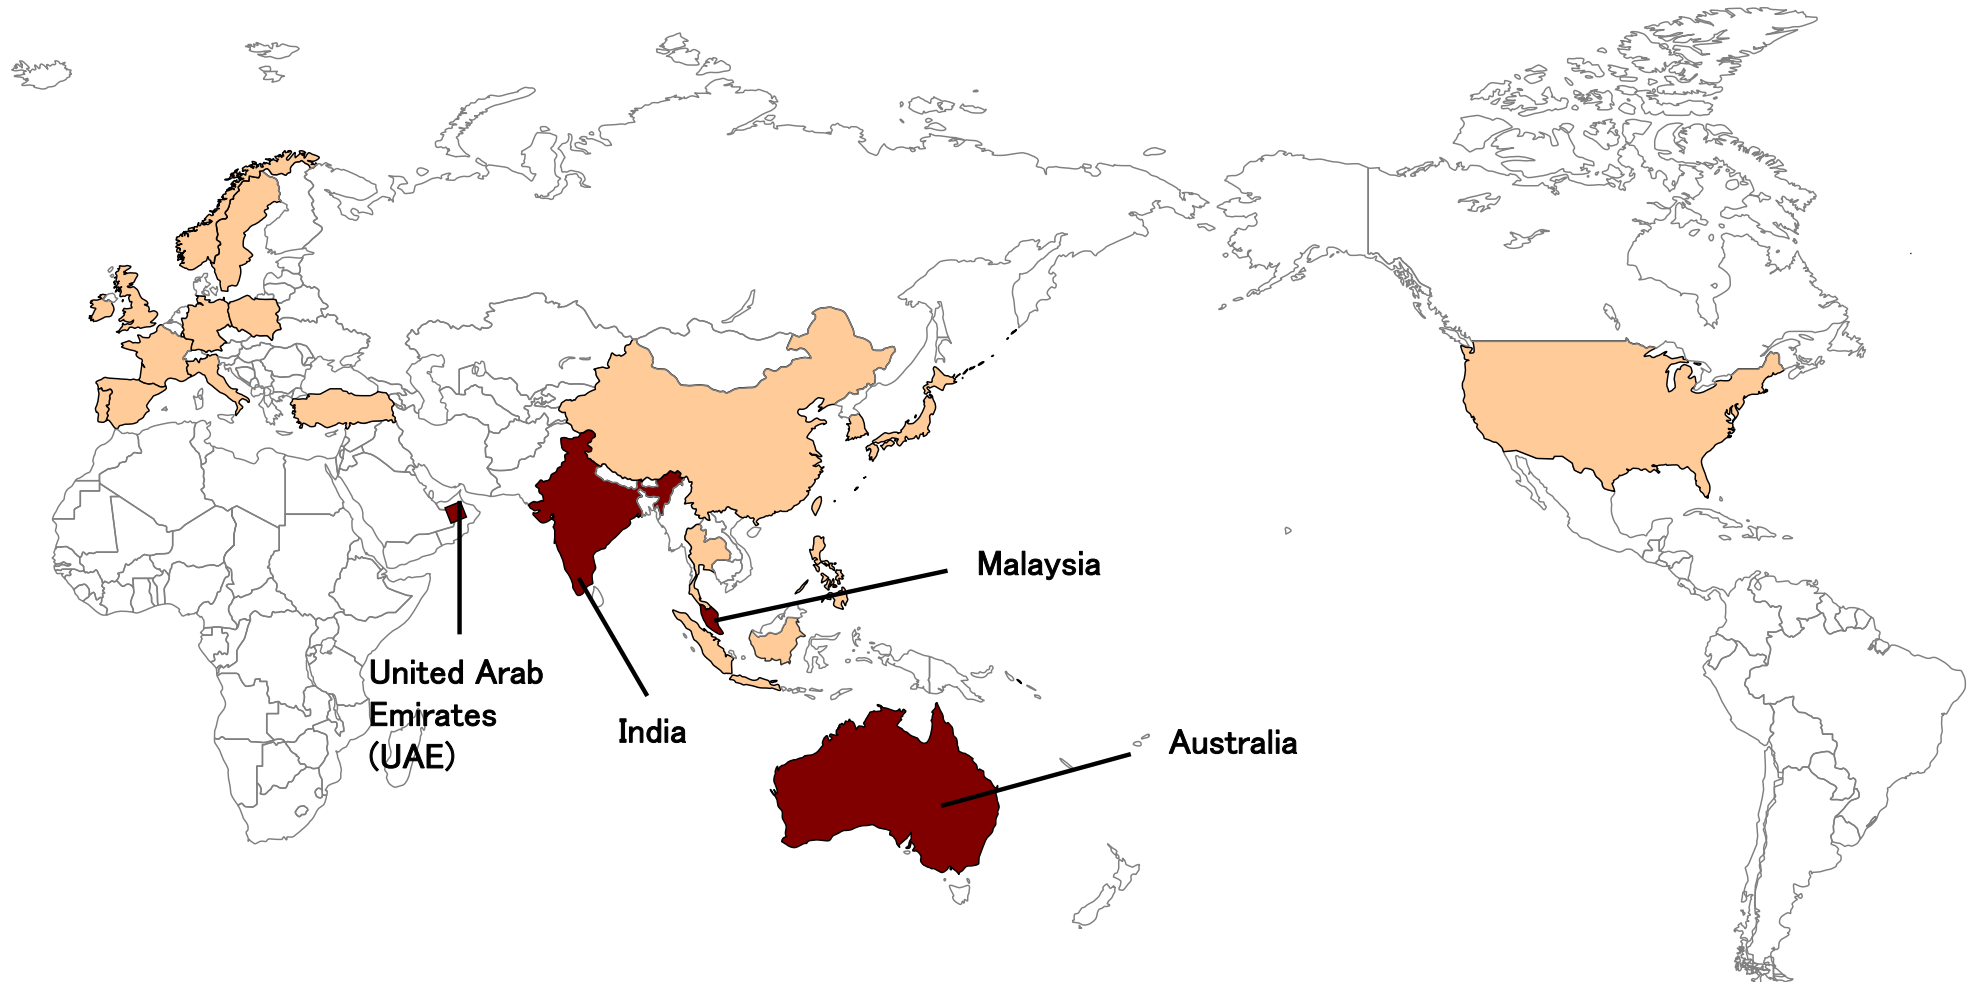 Malaysia
United Arab
Emirates
(UAE)
India
Australia